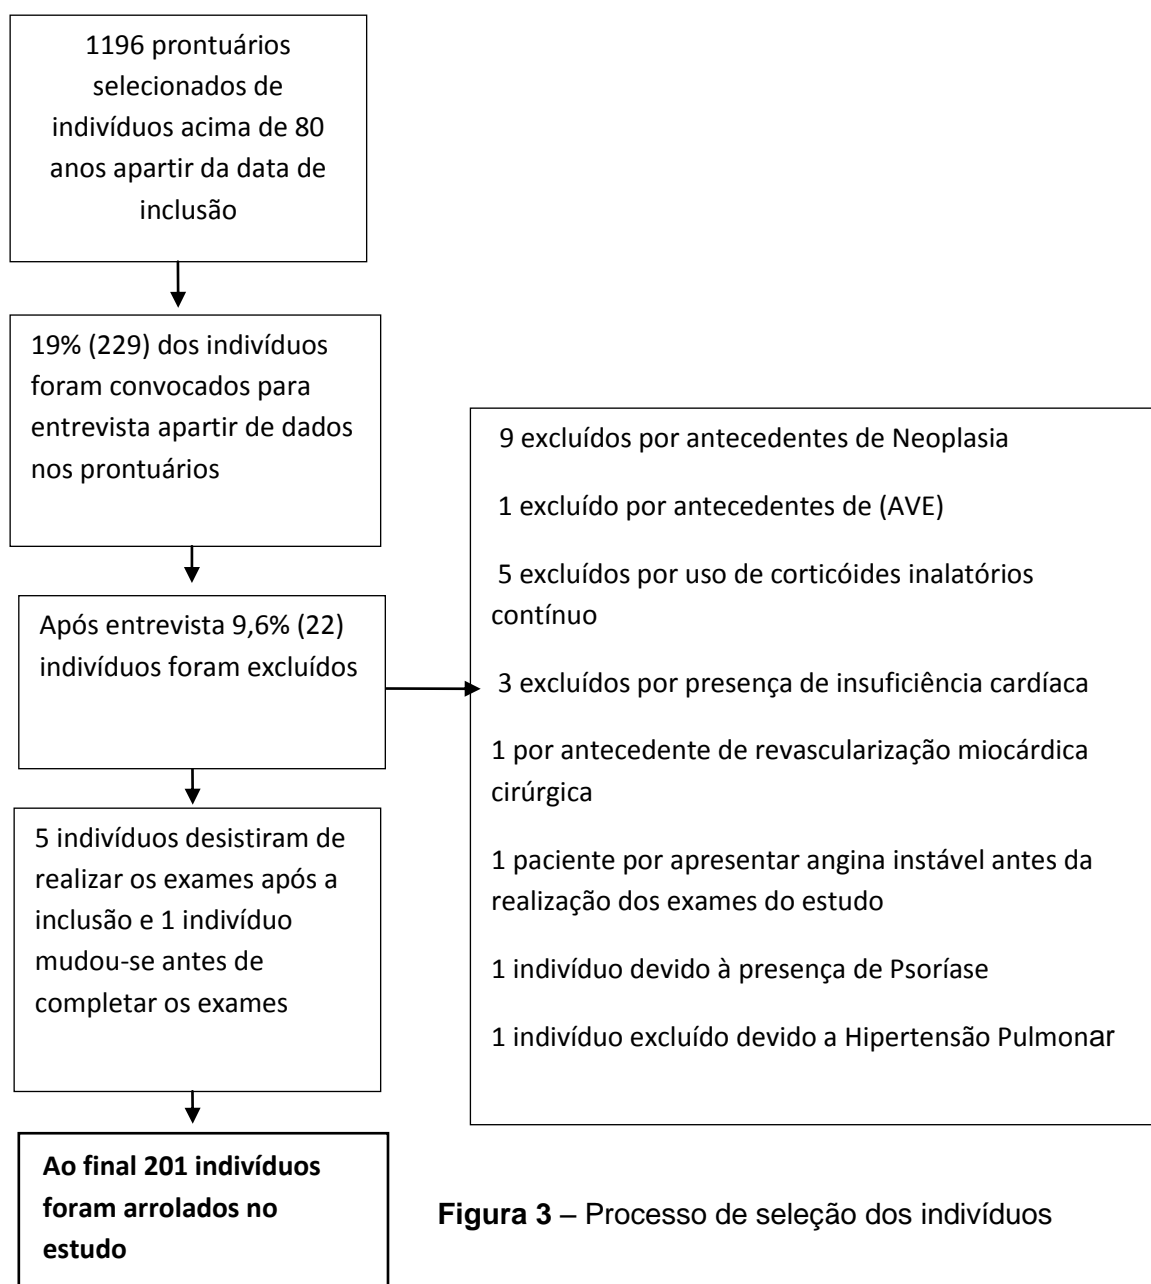 1196 prontuários
selecionados de
indivíduos acima de 80
anos apartir da data de
inclusão
19% (229) dos indivíduos
foram convocados para
entrevista apartir de dados
nos prontuários
Após entrevista 9,6% (22)
indivíduos foram excluídos
9 excluídos por antecedentes de Neoplasia
1 excluído por antecedentes de (AVE)
5 excluídos por uso de corticóides inalatórios
contínuo
3 excluídos por presença de insuficiência cardíaca
1 por antecedente de revascularização miocárdica
cirúrgica
1 paciente por apresentar angina instável antes da
realização dos exames do estudo
1 indivíduo devido à presença de Psoríase
1 indivíduo excluído devido a Hipertensão Pulmonar
5 indivíduos desistiram de
realizar os exames após a
inclusão e 1 indivíduo
mudou-se antes de
completar os exames
Ao final 201 indivíduos
foram arrolados no
estudo
Figura 3 – Processo de seleção dos indivíduos